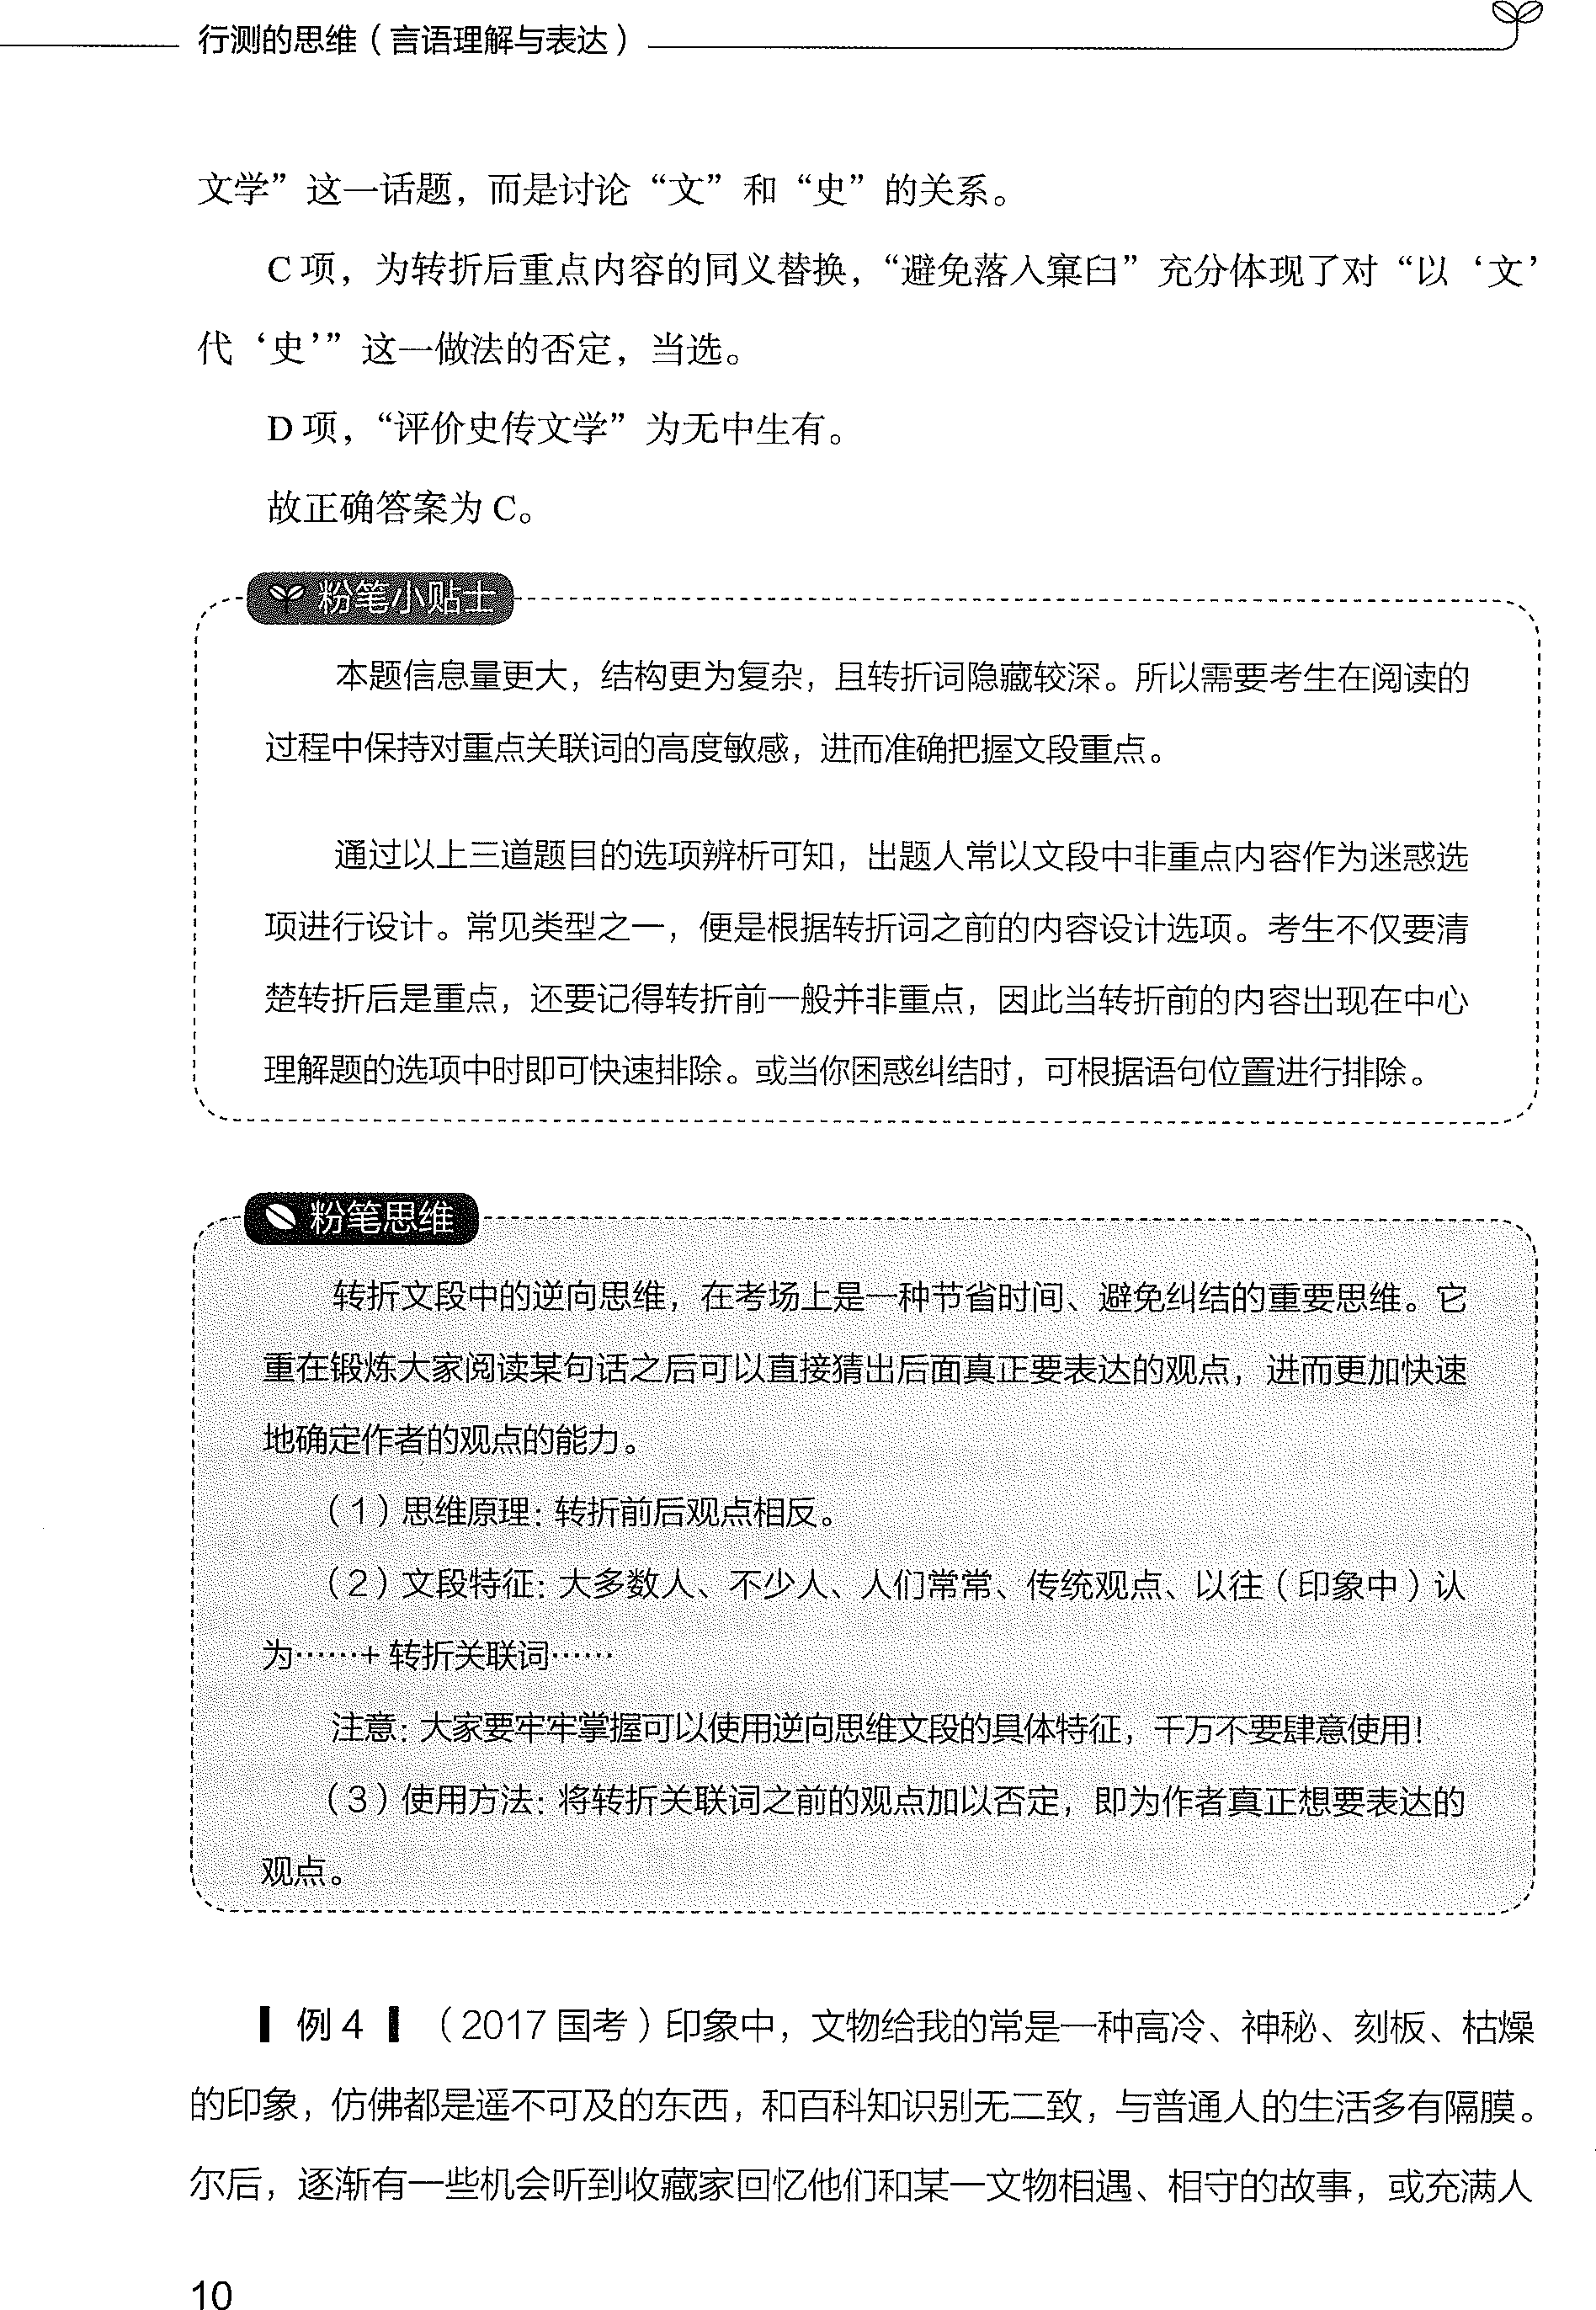 行测的思维（言语理解与表达）
文学”这一话题，而是讨论“文”和“史”的关系。
C 项，为转折后重点内容的同义替换，“避免落入窠臼”充分体现了对“以‘文’
代‘史’”这一做法的否定，当选。
D 项，“评价史传文学”为无中生有。
故正确答案为 C。
粉笔小贴士
本题信息量更大，结构更为复杂，且转折词隐藏较深。所以需要考生在阅读的
过程中保持对重点关联词的高度敏感，进而准确把握文段重点。
通过以上三道题目的选项辨析可知，出题人常以文段中非重点内容作为迷惑选
项进行设计。常见类型之一，便是根据转折词之前的内容设计选项。考生不仅要清
楚转折后是重点，还要记得转折前一般并非重点，因此当转折前的内容出现在中心
理解题的选项中时即可快速排除。或当你困惑纠结时，可根据语句位置进行排除。
粉笔思维
转折文段中的逆向思维，在考场上是一种节省时间、避免纠结的重要思维。它
重在锻炼大家阅读某句话之后可以直接猜出后面真正要表达的观点，进而更加快速
地确定作者的观点的能力。
（1）思维原理：转折前后观点相反。
（2）文段特征：大多数人、不少人、人们常常、传统观点、以往（印象中）认
为……+ 转折关联词……
注意：大家要牢牢掌握可以使用逆向思维文段的具体特征，千万不要肆意使用！
（3）使用方法：将转折关联词之前的观点加以否定，即为作者真正想要表达的
观点。
例 4 （2017 国考）印象中，文物给我的常是一种高冷、神秘、刻板、枯燥
的印象，仿佛都是遥不可及的东西，和百科知识别无二致，与普通人的生活多有隔膜。
尔后，逐渐有一些机会听到收藏家回忆他们和某一文物相遇、相守的故事，或充满人
10